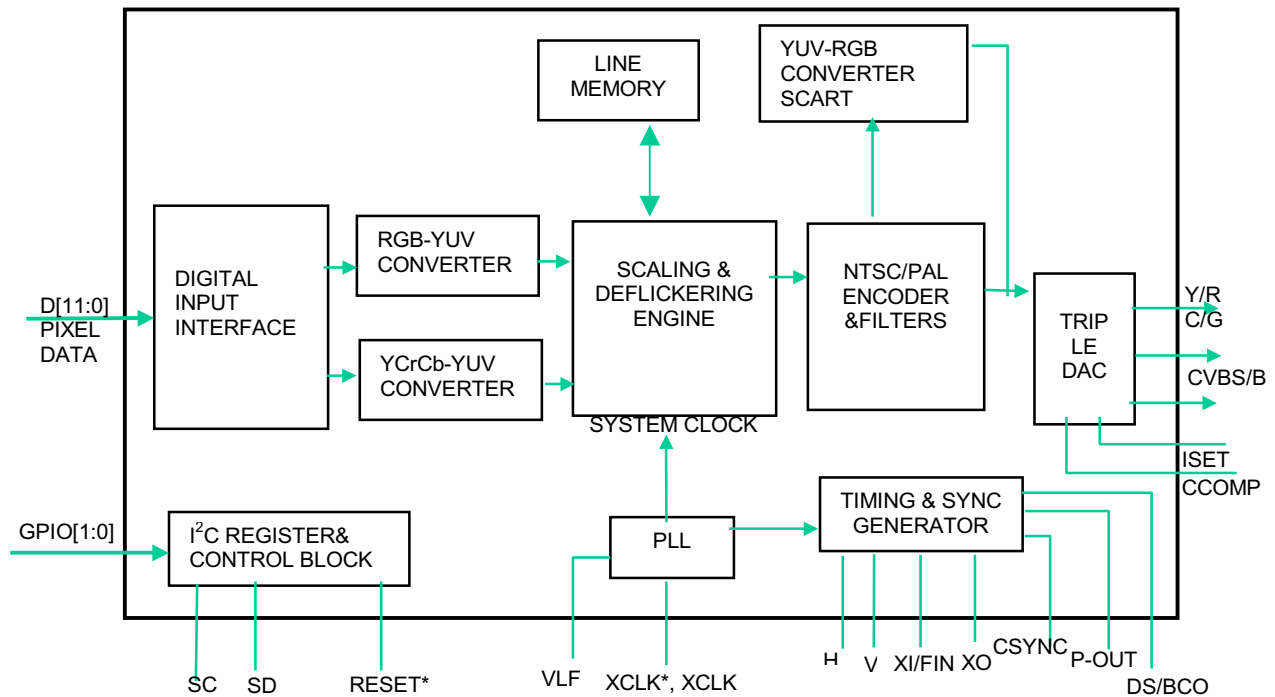 LINE
MEMORY
YUV-RGB
CONVERTER
SCART
DIGITAL
INPUT
INTERFACE
RGB-YUV
CONVERTER
YCrCb-YUV
CONVERTER
SCALING &
DEFLICKERING
ENGINE
NTSC/PAL
ENCODER
&FILTERS
TRIP
LE
DAC
D[11:0]
PIXEL
DATA
Y/R
C/G
CVBS/B
ISET
CCOMP
SYSTEM CLOCK
GPIO[1:0]
I²C REGISTER&
CONTROL BLOCK
PLL
TIMING & SYNC
GENERATOR
SC
SD
RESET*
VLF
XCLK*, XCLK
H
V
XI/FIN
XO
CSYNC
P-OUT
DS/BCO